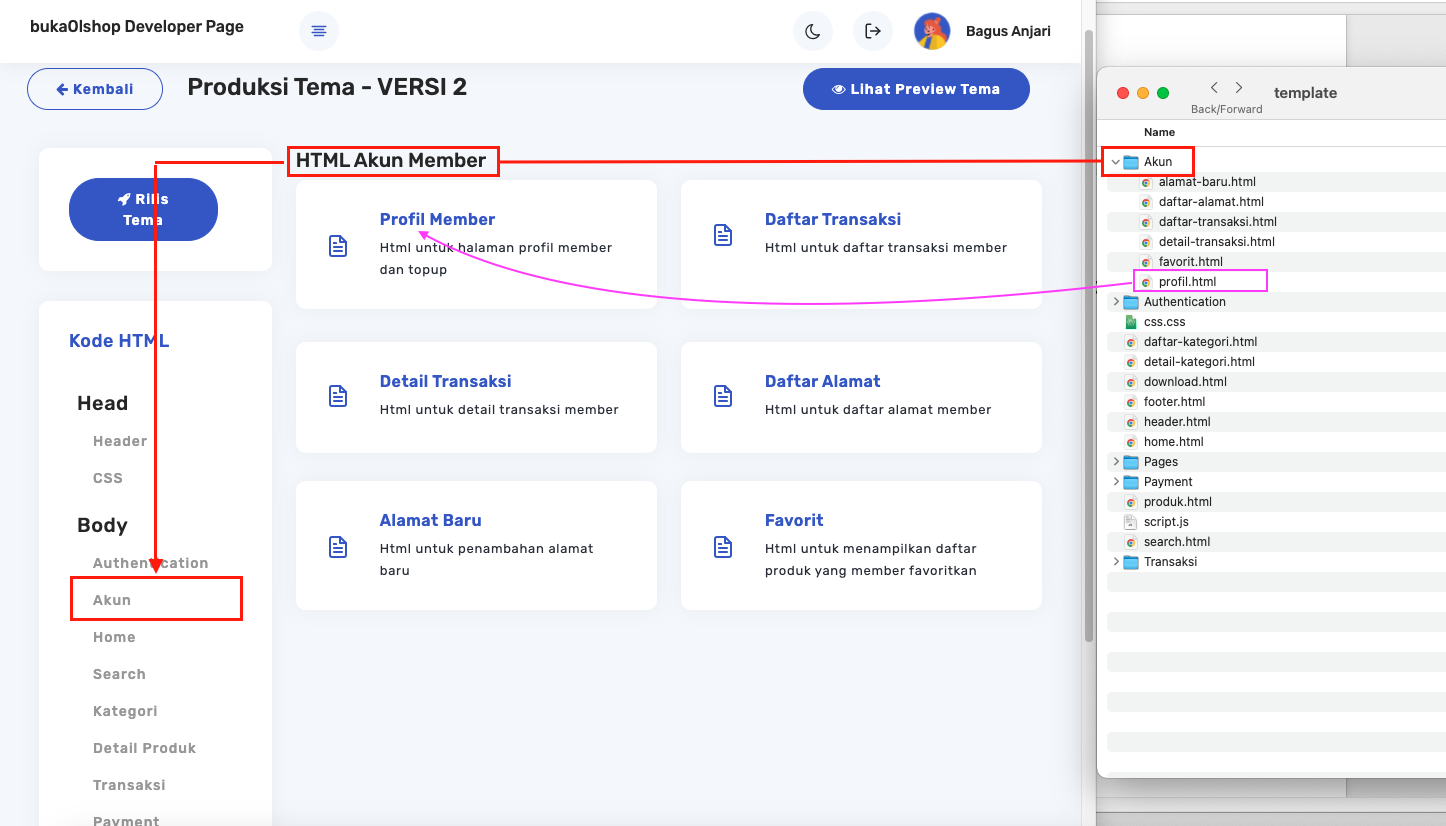 bukaOlshop Developer Page
Bagus Anjari
Kembali
Produksi Tema - VERSI 2
Lihat Preview Tema
Rilis
Tema
Kode HTML
Head
Header
CSS
Body
Authentication
Akun
Home
Search
Kategori
Detail Produk
Transaksi
Payment
HTML Akun Member
Profil Member
Html untuk halaman profil member
dan topup
Daftar Transaksi
Html untuk daftar transaksi member
Detail Transaksi
Html untuk detail transaksi member
Daftar Alamat
Html untuk daftar alamat member
Alamat Baru
Html untuk penambahan alamat
baru
Favorit
Html untuk menampilkan daftar
produk yang member favoritkan
Back/Forward
template
Name
Akun
alamat-baru.html
daftar-alamat.html
daftar-transaksi.html
detail-transaksi.html
favorit.html
profil.html
Authentication
css.css
daftar-kategori.html
detail-kategori.html
download.html
footer.html
header.html
home.html
Pages
Payment
produk.html
script.js
search.html
Transaksi